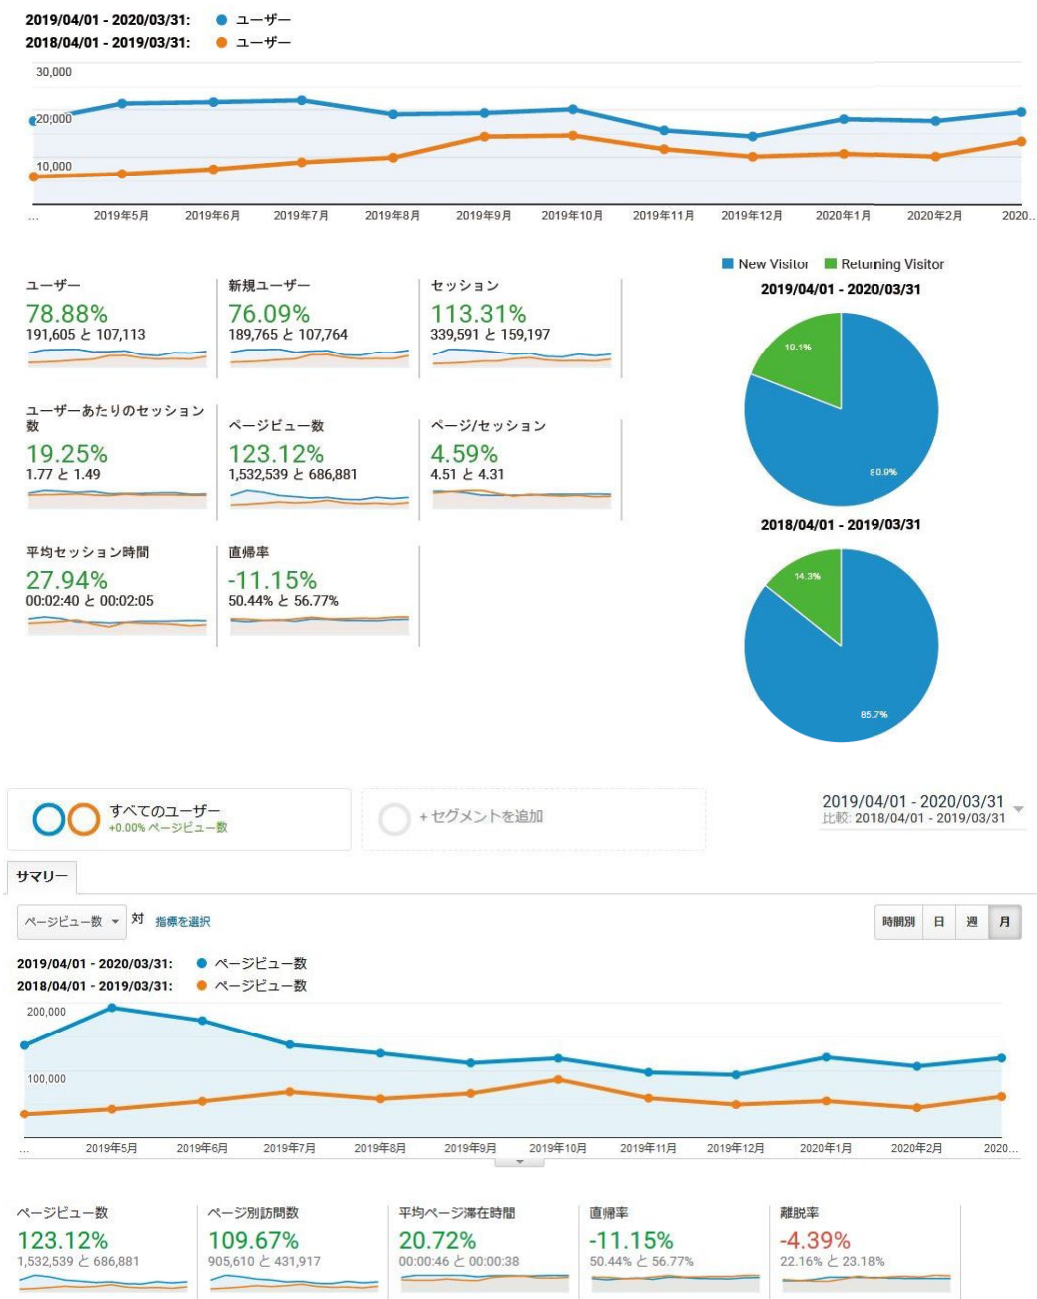 2019/04/01 - 2020/03/31: ユーザー
2018/04/01 - 2019/03/31: ユーザー
30,000
20,000
10,000
... 2019年5月 2019年6月 2019年7月 2019年8月 2019年9月 2019年10月 2019年11月 2019年12月 2020年1月 2020年2月 2020...
New Visitor Returning Visitor
2019/04/01 - 2020/03/31
10.1%
80.9%
2018/04/01 - 2019/03/31
14.3%
85.7%
ユーザー
78.88%
191,605 と 107,113
新規ユーザー
76.09%
189,765 と 107,764
セッション
113.31%
339,591 と 159,197
ユーザーあたりのセッション
数
19.25%
1.77 と 1.49
ページビュー数
123.12%
1,532,539 と 686,881
ページ/セッション
4.59%
4.51 と 4.31
平均セッション時間
27.94%
00:02:40 と 00:02:05
直帰率
-11.15%
50.44% と 56.77%
すべてのユーザー
+0.00% ページビュー数
+ セグメントを追加
2019/04/01 - 2020/03/31
比較: 2018/04/01 - 2019/03/31
サマリー
ページビュー数 対 指標を選択
時間別 日 週 月
2019/04/01 - 2020/03/31: ページビュー数
2018/04/01 - 2019/03/31: ページビュー数
200,000
100,000
... 2019年5月 2019年6月 2019年7月 2019年8月 2019年9月 2019年10月 2019年11月 2019年12月 2020年1月 2020年2月 2020...
ページビュー数
123.12%
1,532,539 と 686,881
ページ別訪問数
109.67%
905,610 と 431,917
平均ページ滞在時間
20.72%
00:00:46 と 00:00:38
直帰率
-11.15%
50.44% と 56.77%
離脱率
-4.39%
22.16% と 23.18%